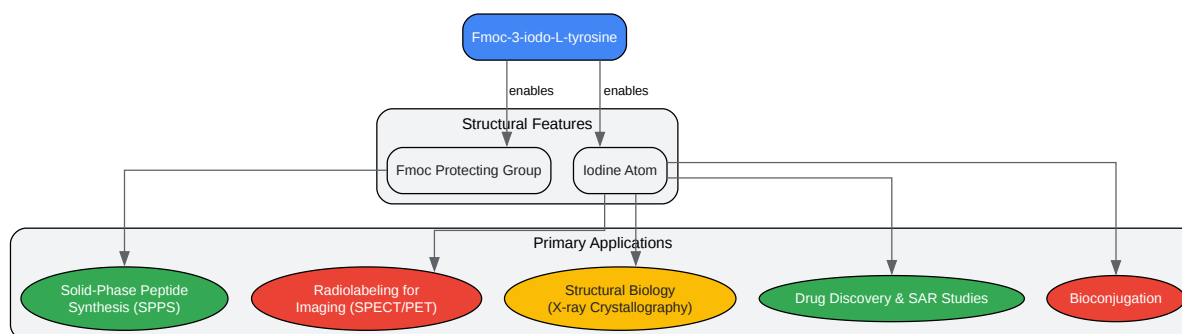 Fmoc-3-iodo-L-tyrosine
enables
enables
Structural Features
Fmoc Protecting Group
Iodine Atom
Primary Applications
Solid-Phase Peptide
Synthesis (SPPS)
Radiolabeling for
Imaging (SPECT/PET)
Structural Biology
(X-ray Crystallography)
Drug Discovery & SAR Studies
Bioconjugation